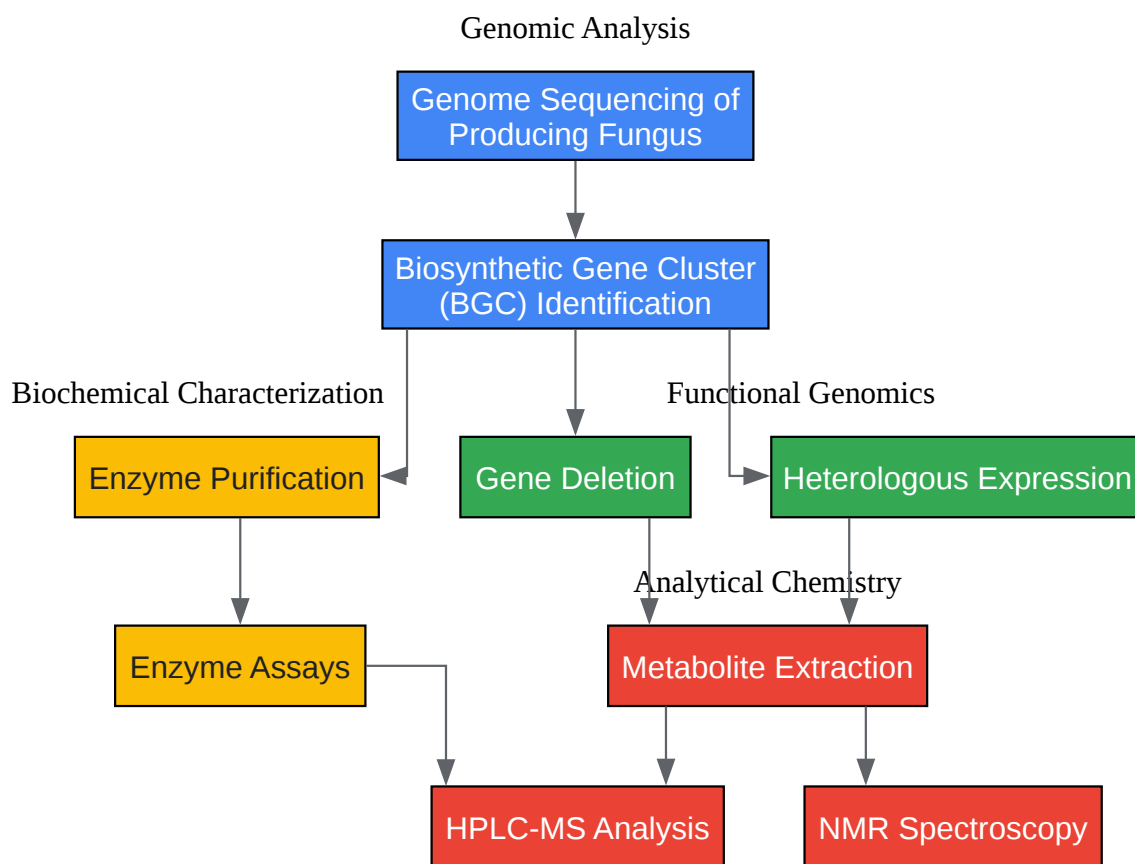 Genomic Analysis
Genome Sequencing of
Producing Fungus
Biosynthetic Gene Cluster
(BGC) Identification
Biochemical Characterization
Functional Genomics
Enzyme Purification
Gene Deletion
Heterologous Expression
Analytical Chemistry
Enzyme Assays
Metabolite Extraction
HPLC-MS Analysis
NMR Spectroscopy